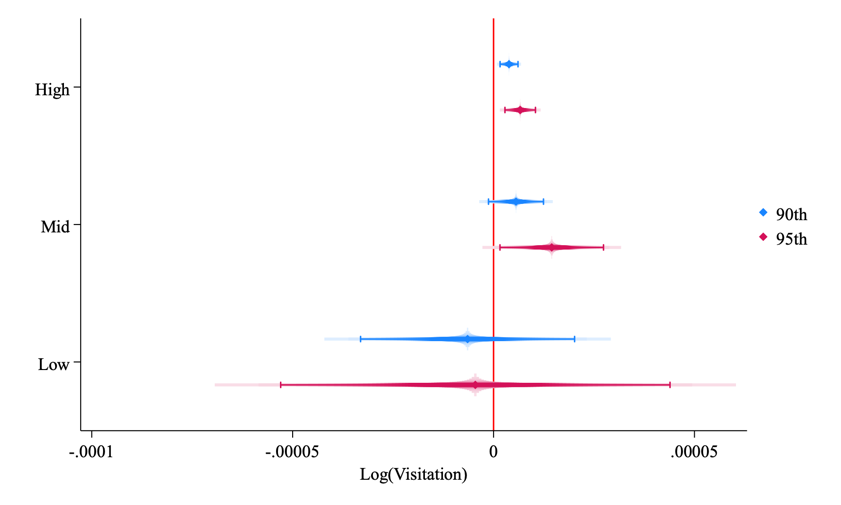 High
Mid
Low
90th
95th
-.0001
-.00005
0
.00005
Log(Visitation)